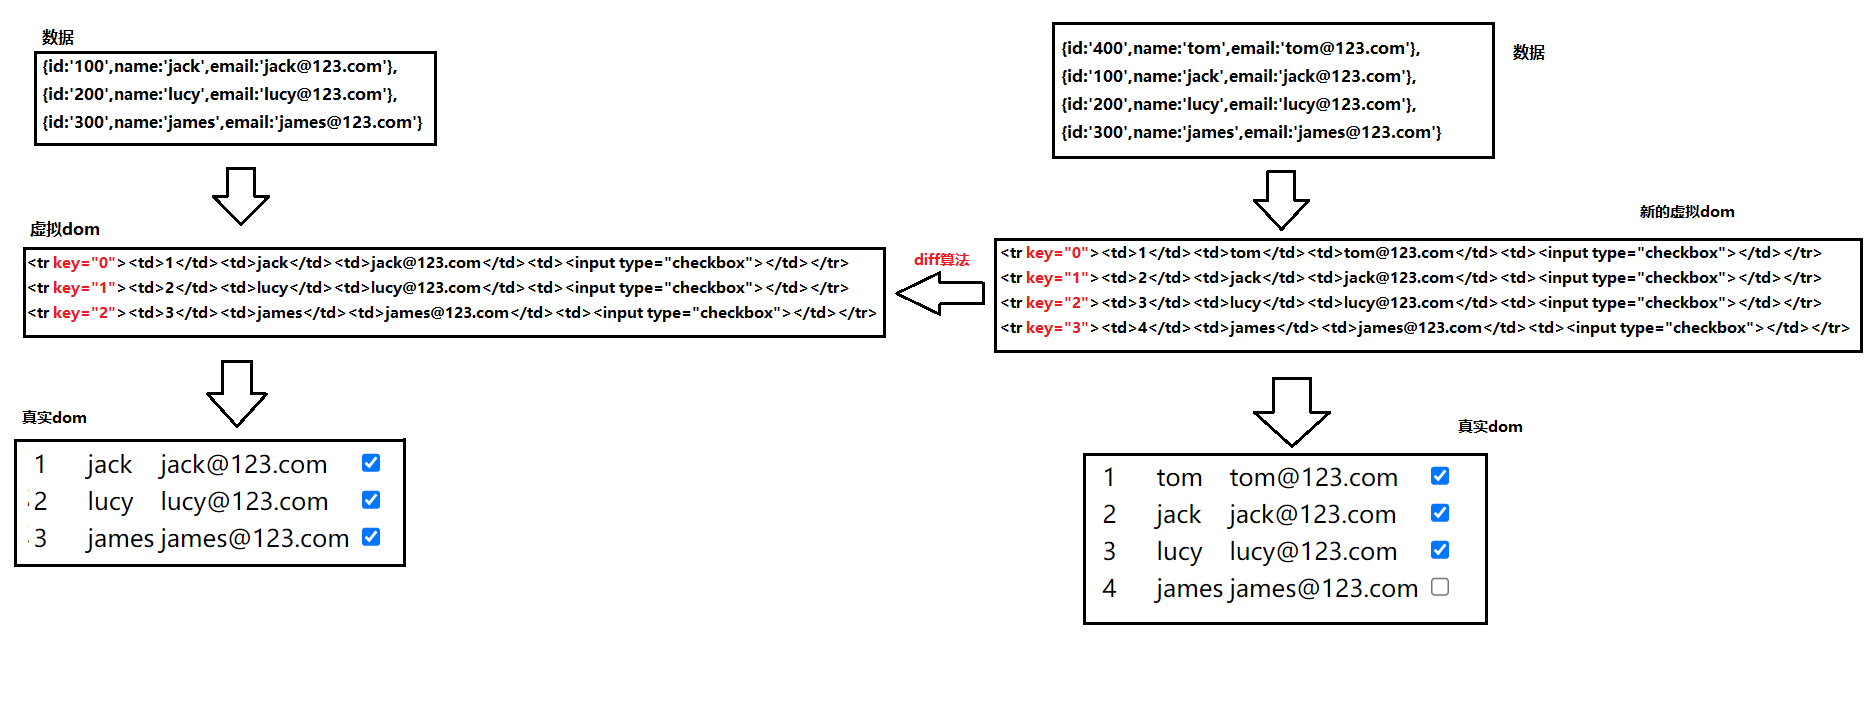 数据
{id:'100',name:'jack',email:'jack@123.com'},
{id:'200',name:'lucy',email:'lucy@123.com'},
{id:'300',name:'james',email:'james@123.com'}
虚拟dom
<tr key="0"><td>1</td><td>jack</td><td>jack@123.com</td><td><input type="checkbox"></td></tr>
<tr key="1"><td>2</td><td>lucy</td><td>lucy@123.com</td><td><input type="checkbox"></td></tr>
<tr key="2"><td>3</td><td>james</td><td>james@123.com</td><td><input type="checkbox"></td></tr>
真实dom
1 jack jack@123.com
2 lucy lucy@123.com
3 james james@123.com
diff算法
数据
{id:'400',name:'tom',email:'tom@123.com'},
{id:'100',name:'jack',email:'jack@123.com'},
{id:'200',name:'lucy',email:'lucy@123.com'},
{id:'300',name:'james',email:'james@123.com'}
新的虚拟dom
<tr key="0"><td>1</td><td>tom</td><td>tom@123.com</td><td><input type="checkbox"></td></tr>
<tr key="1"><td>2</td><td>jack</td><td>jack@123.com</td><td><input type="checkbox"></td></tr>
<tr key="2"><td>3</td><td>lucy</td><td>lucy@123.com</td><td><input type="checkbox"></td></tr>
<tr key="3"><td>4</td><td>james</td><td>james@123.com</td><td><input type="checkbox"></td></tr>
真实dom
1 tom tom@123.com
2 jack jack@123.com
3 lucy lucy@123.com
4 james james@123.com